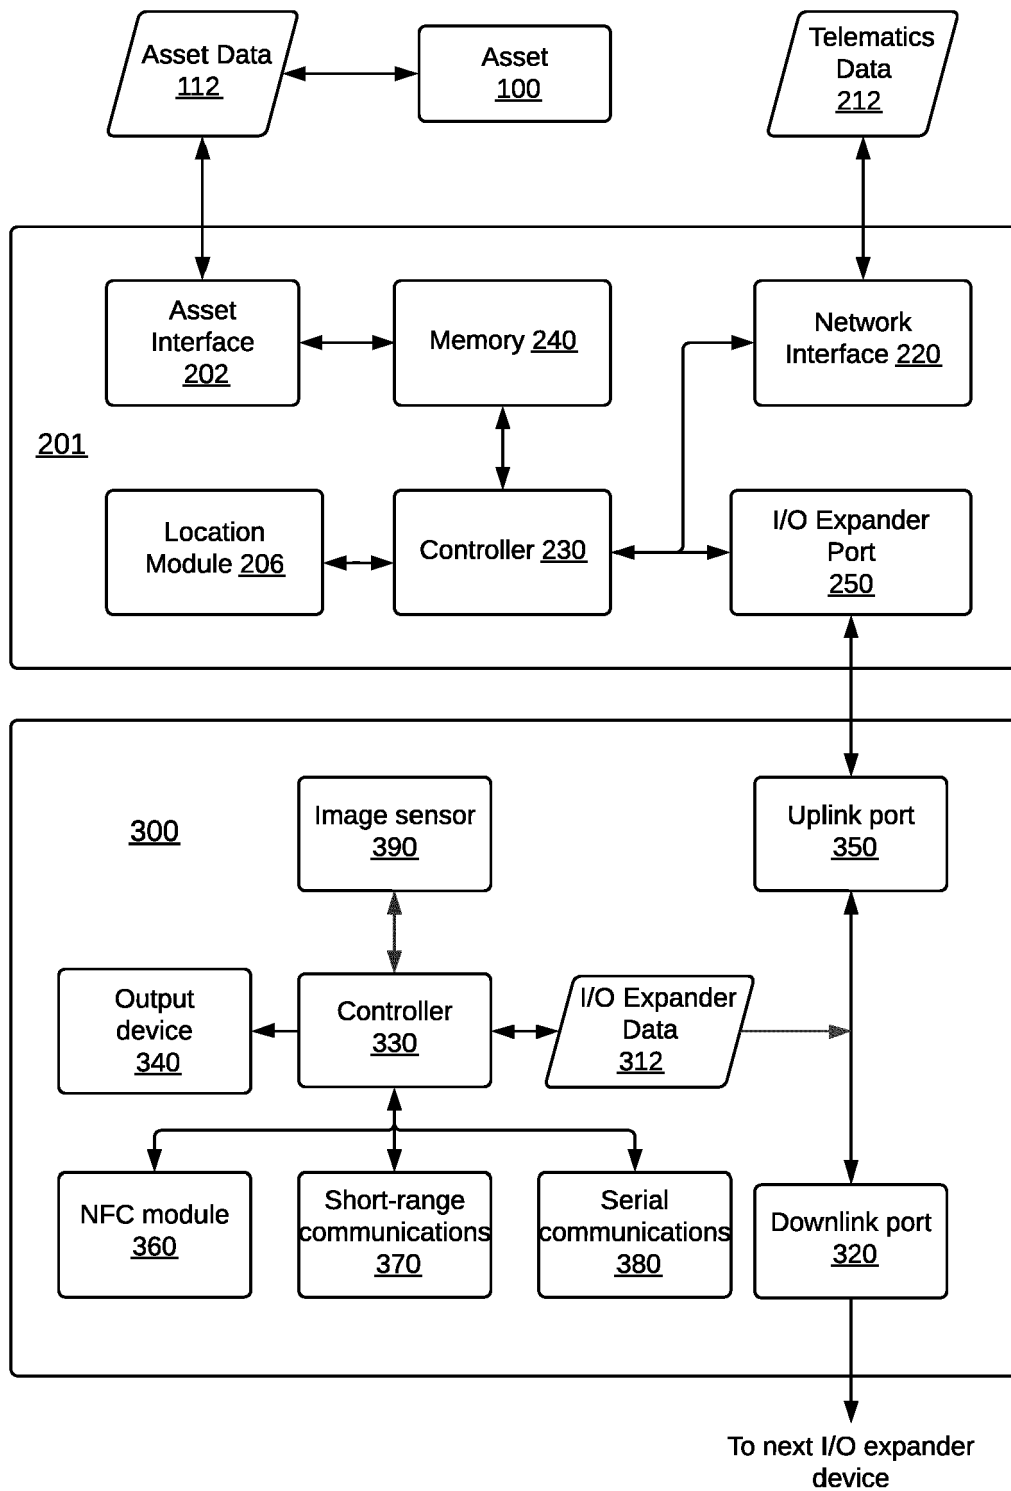 Asset Data
112
Asset
100
Telematics
Data
212
Asset
Interface
202
Memory 240
Network
Interface 220
201
Location
Module 206
Controller 230
I/O Expander
Port
250
300
Image sensor
390
Uplink port
350
Output
device
340
Controller
330
I/O Expander
Data
312
NFC module
360
Short-range
communications
370
Serial
communications
380
Downlink port
320
To next I/O expander
device